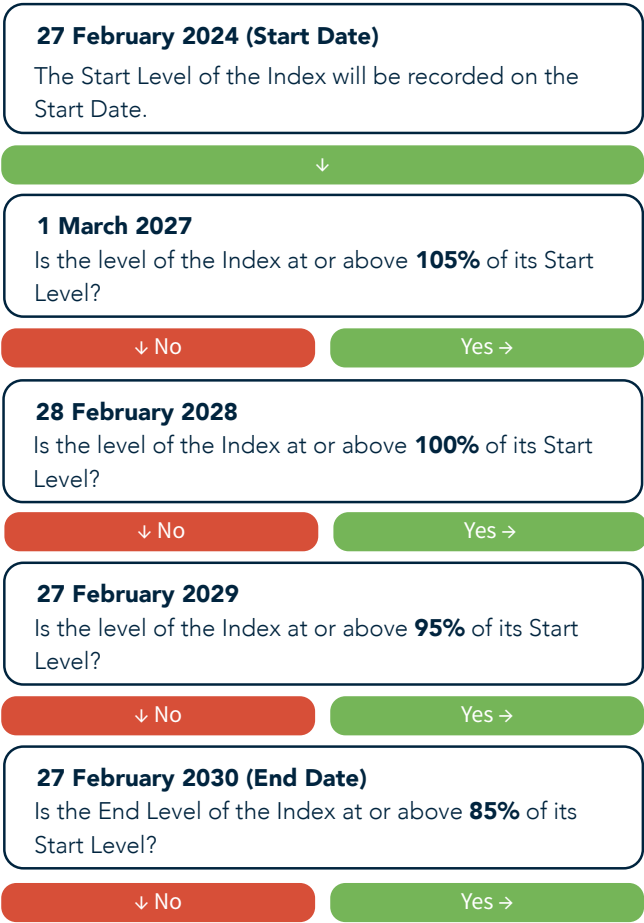 27 February 2024 (Start Date)
The Start Level of the Index will be recorded on the
Start Date.
↓
1 March 2027
Is the level of the Index at or above 105% of its Start
Level?
↓ No
Yes →
28 February 2028
Is the level of the Index at or above 100% of its Start
Level?
↓ No
Yes →
27 February 2029
Is the level of the Index at or above 95% of its Start
Level?
↓ No
Yes →
27 February 2030 (End Date)
Is the End Level of the Index at or above 85% of its
Start Level?
↓ No
Yes →